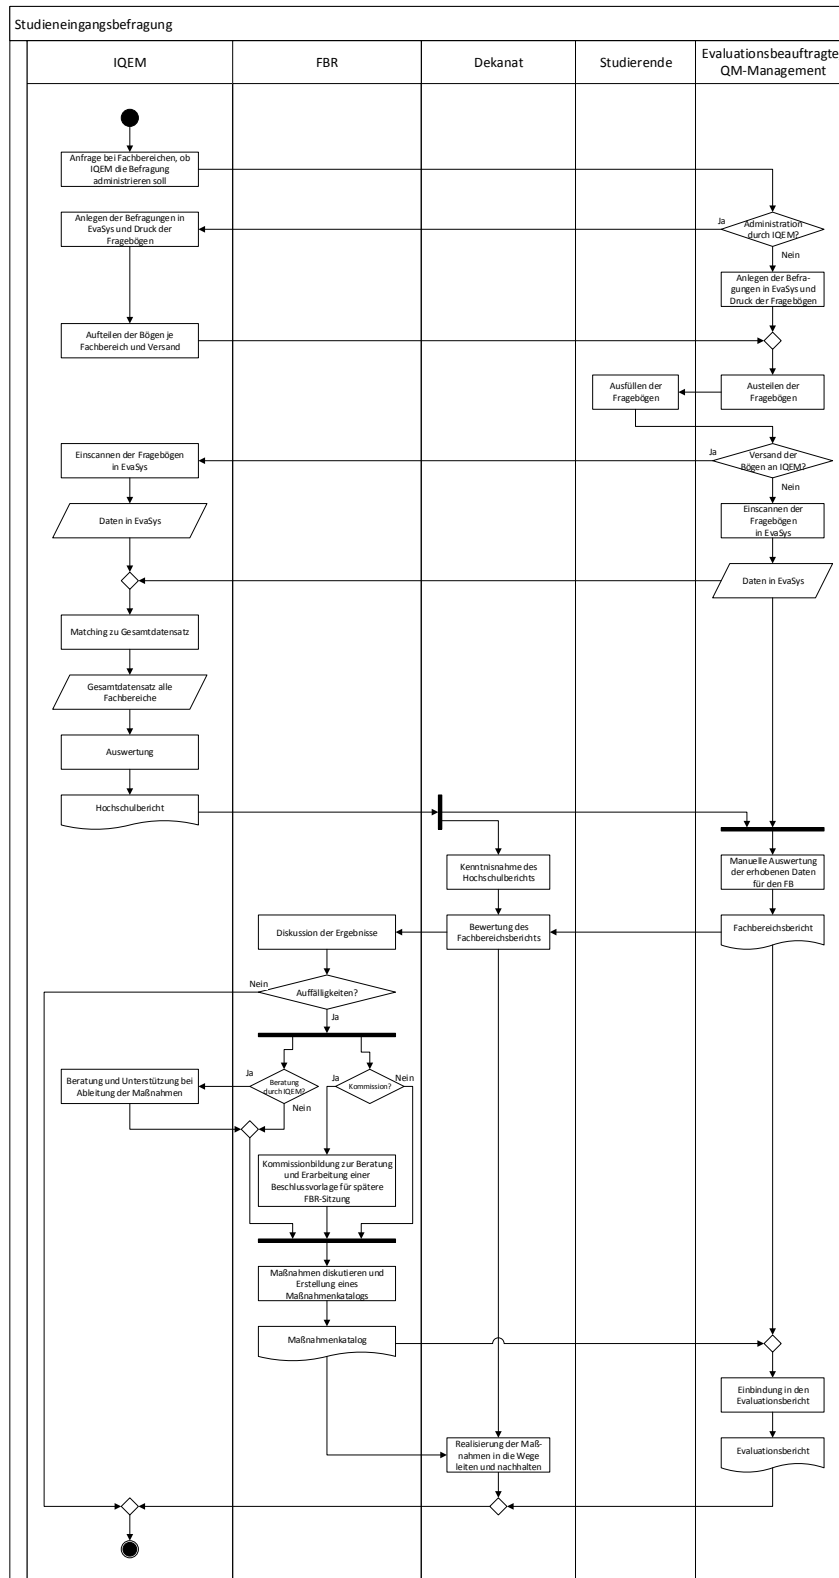 Studieneingangsbefragung
IQEM
FBR
Dekanat
Studierende
Evaluationsbeauftragte
QM-Management
Anfrage bei Fachbereichen, ob
IQEM die Befragung
administrieren soll
Anlegen der Befragungen in
EvaSys und Druck der
Fragebögen
Ja
Administration
durch IQEM?
Nein
Anlegen der Befra-
gungen in EvaSys und
Druck der Fragebögen
Aufteilen der Bögen je
Fachbereich und Versand
Ausfüllen der
Fragebögen
Austeilen der
Fragebögen
Einscannen der Fragebögen
in EvaSys
Ja
Versand der
Bögen an IQEM?
Nein
Einscannen der
Fragebögen
in EvaSys
Daten in EvaSys
Daten in EvaSys
Matching zu Gesamtdatensatz
Gesamtdatensatz alle
Fachbereiche
Auswertung
Hochschulbericht
Kenntnisnahme des
Hochschulberichts
Manuelle Auswertung
der erhobenen Daten
für den FB
Diskussion der Ergebnisse
Bewertung des
Fachbereichsberichts
Fachbereichsbericht
Nein
Auffälligkeiten?
Ja
Beratung und Unterstützung bei
Ableitung der Maßnahmen
Ja
Beratung
durch IQEM?
Nein
Ja
Kommission?
Nein
Kommissionbildung zur Beratung
und Erarbeitung einer
Beschlussvorlage für spätere
FBR-Sitzung
Maßnahmen diskutieren und
Erstellung eines
Maßnahmenkatalogs
Maßnahmenkatalog
Einbindung in den
Evaluationsbericht
Realisierung der Maß-
nahmen in die Wege
leiten und nachhalten
Evaluationsbericht